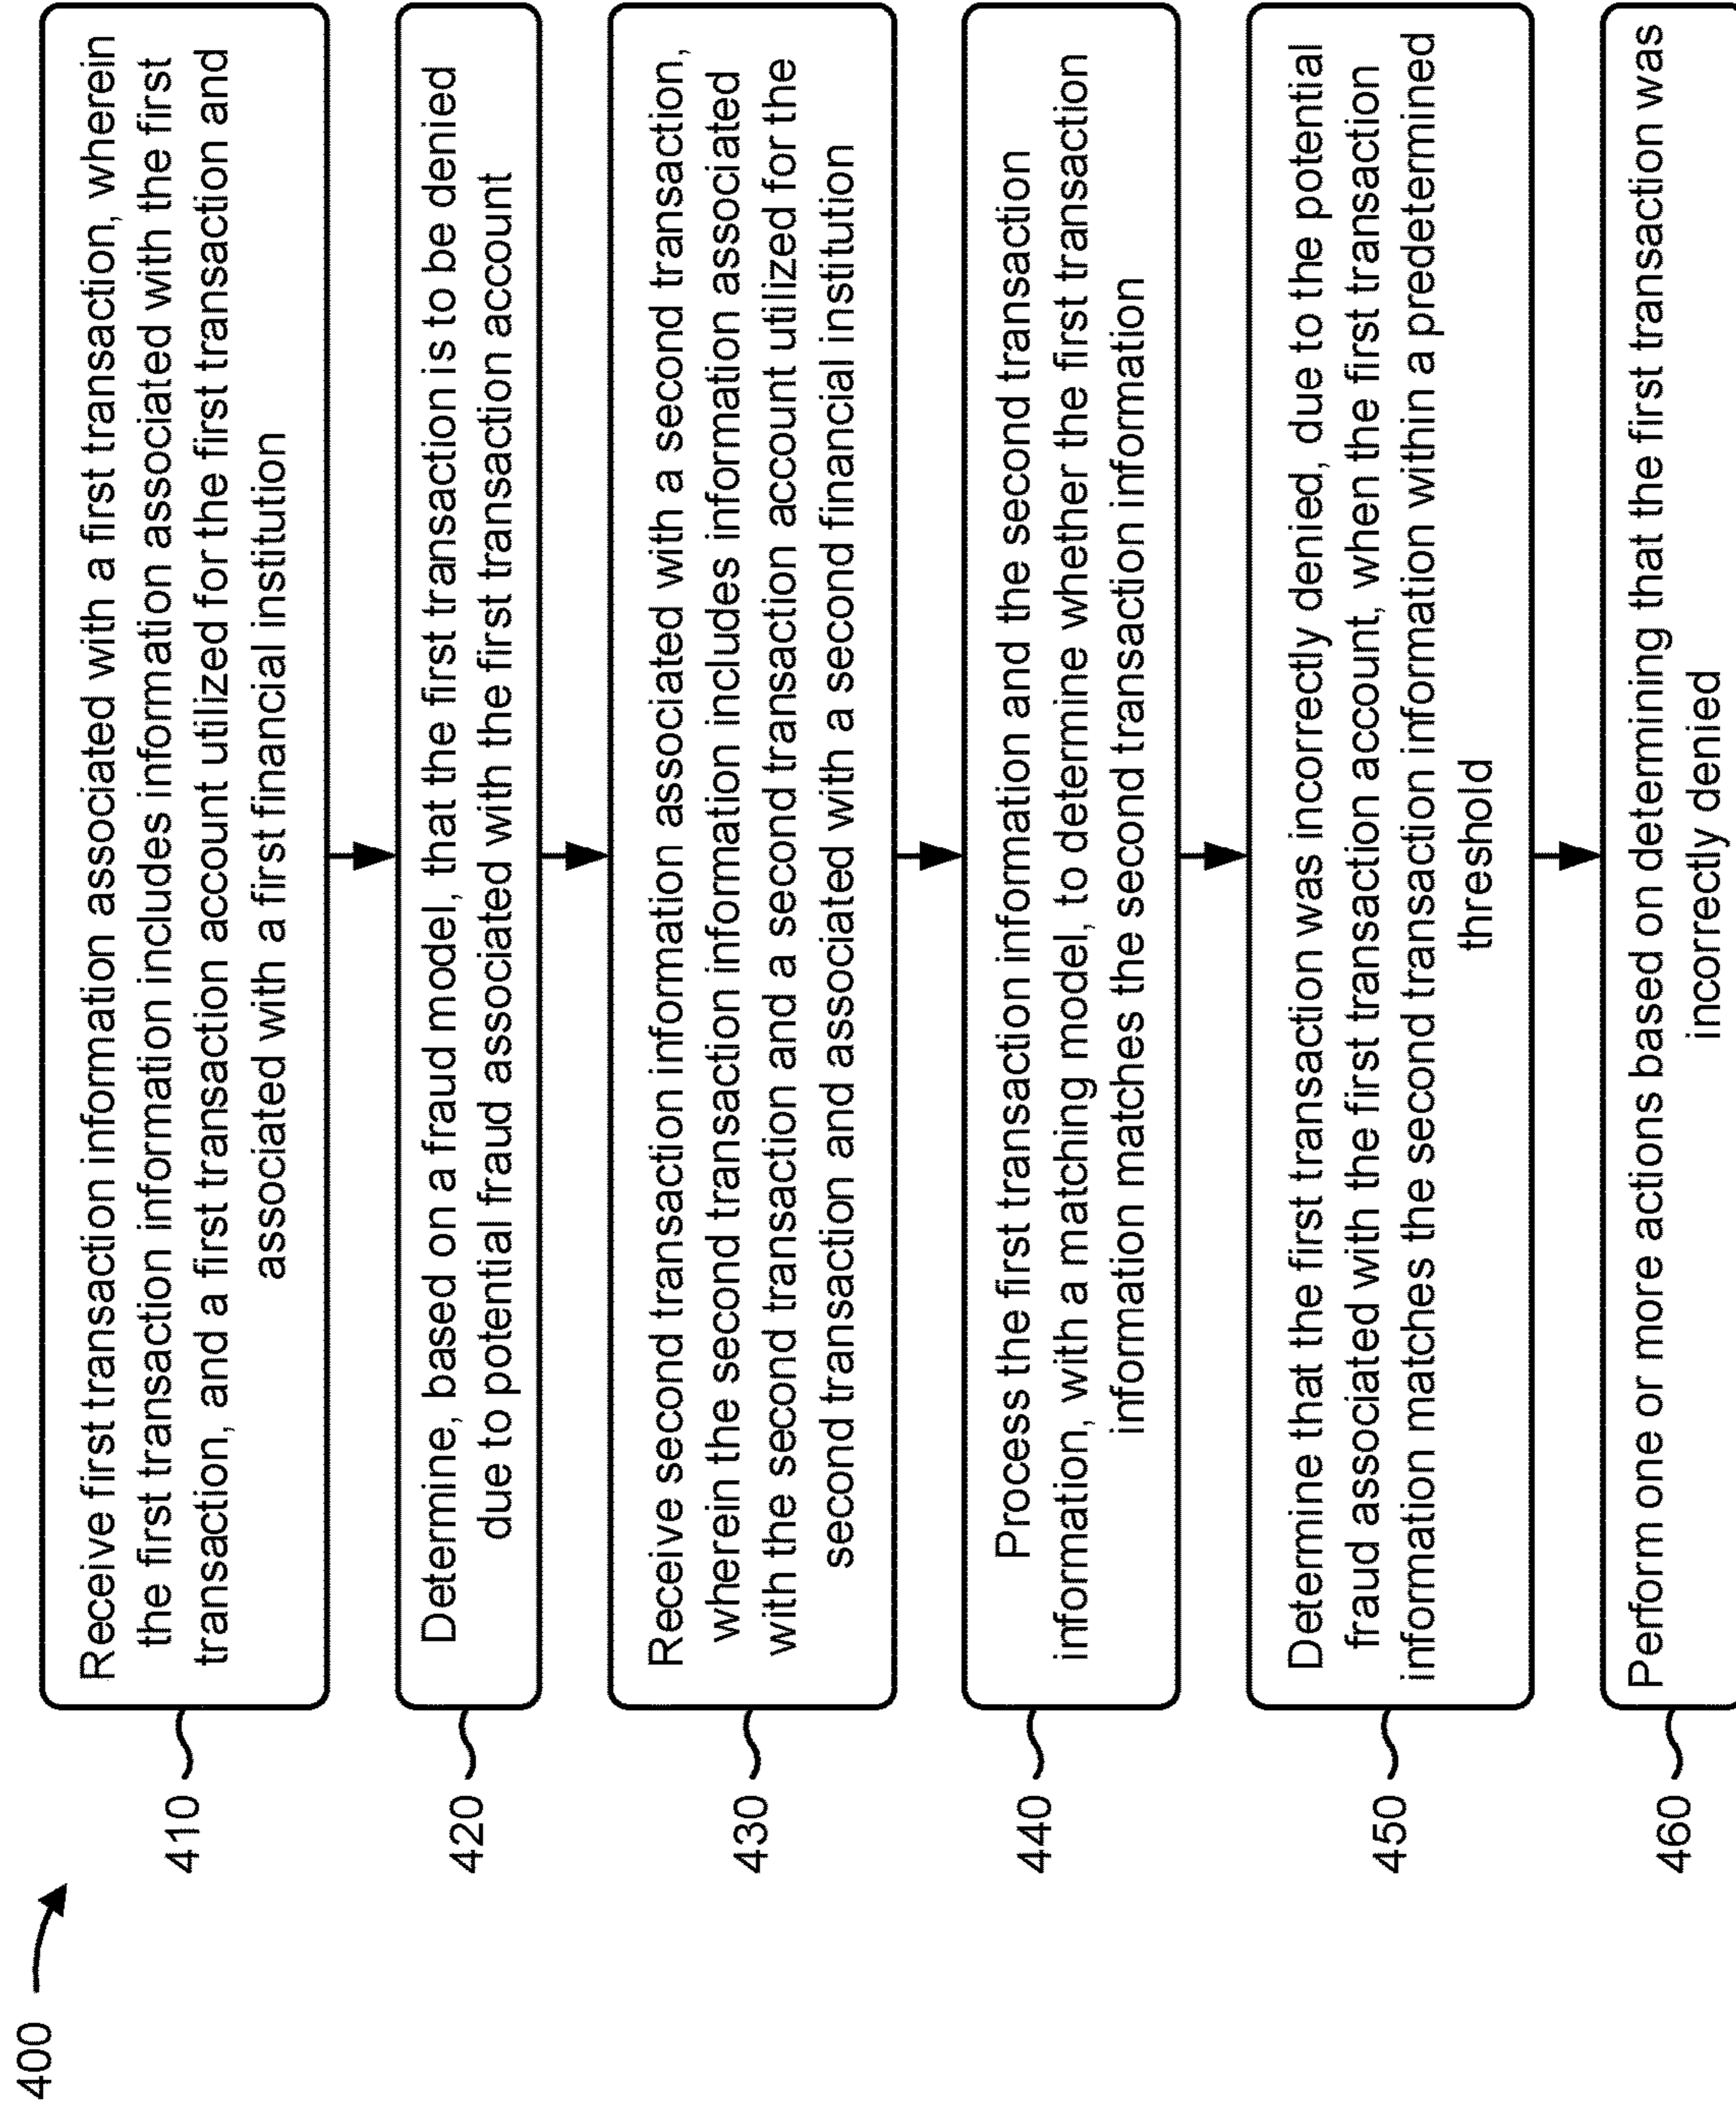 400
410
Receive first transaction information associated with a first transaction, wherein
the first transaction information includes information associated with the first
transaction, and a first transaction account utilized for the first transaction and
associated with a first financial institution
420
Determine, based on a fraud model, that the first transaction is to be denied
due to potential fraud associated with the first transaction account
430
Receive second transaction information associated with a second transaction,
wherein the second transaction information includes information associated
with the second transaction and a second transaction account utilized for the
second transaction and associated with a second financial institution
440
Process the first transaction information and the second transaction
information, with a matching model, to determine whether the first transaction
information matches the second transaction information
450
Determine that the first transaction was incorrectly denied, due to the potential
fraud associated with the first transaction account, when the first transaction
information matches the second transaction information within a predetermined
threshold
460
Perform one or more actions based on determining that the first transaction was
incorrectly denied